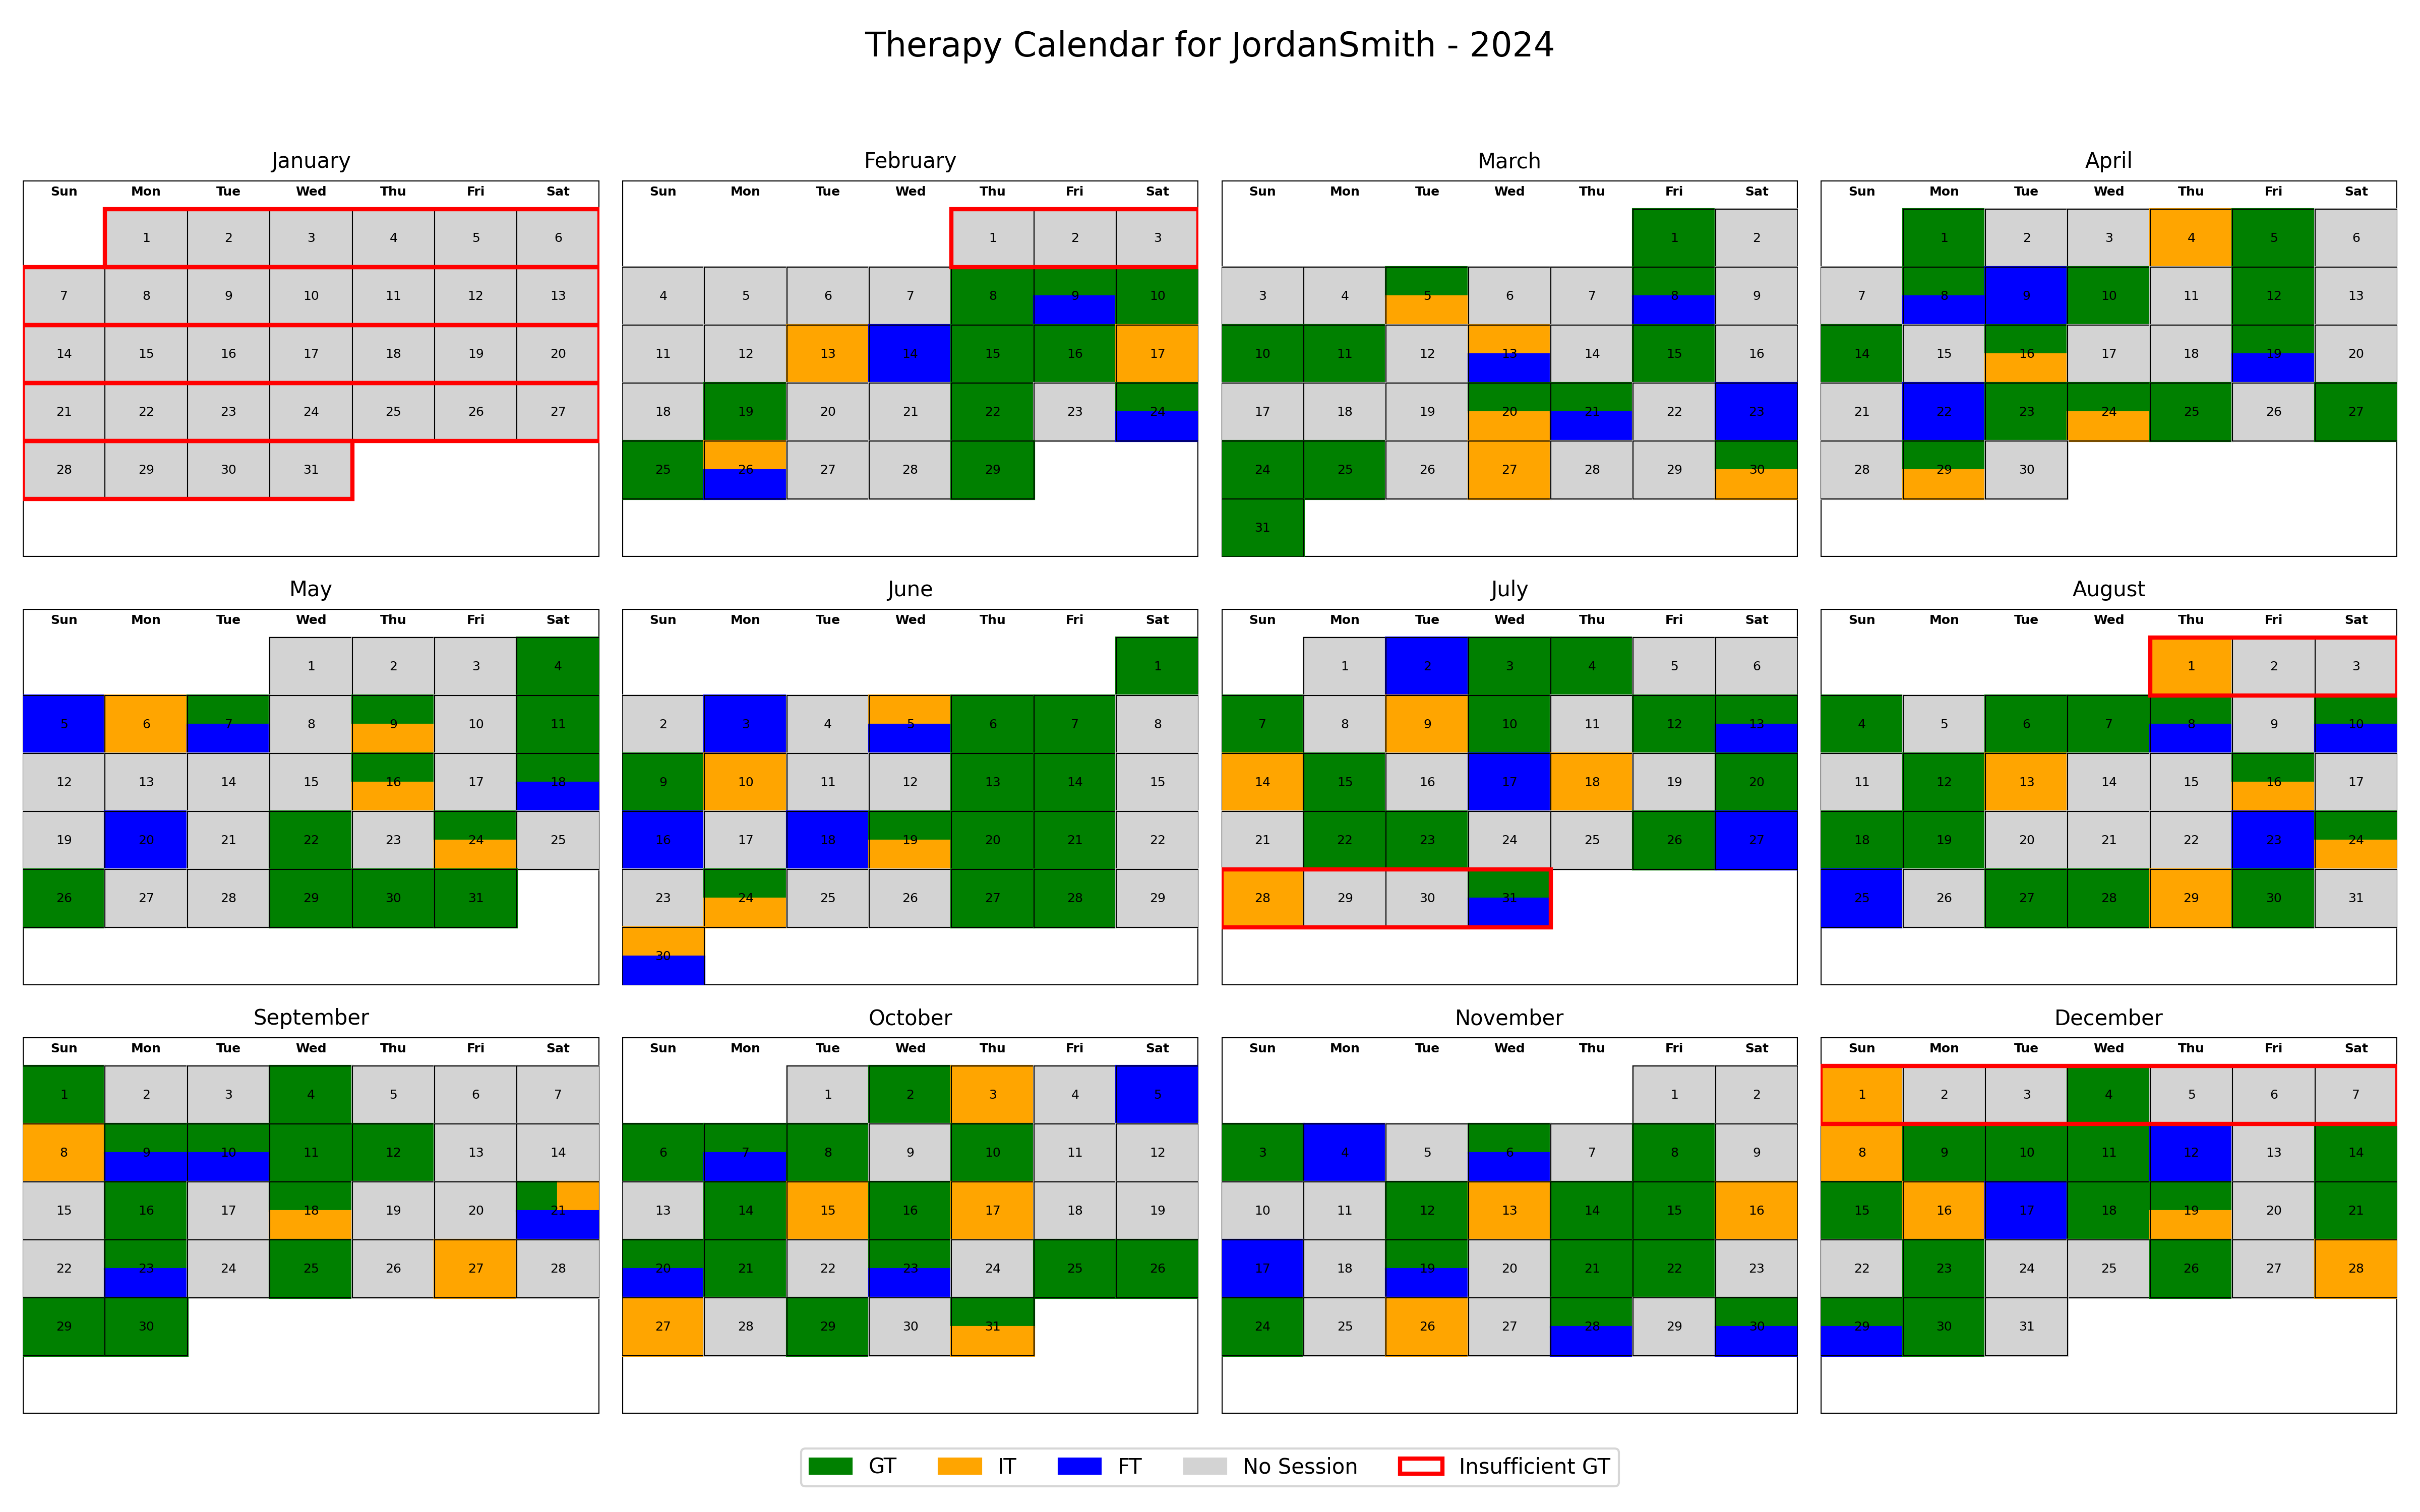 Therapy Calendar for JordanSmith - 2024
January February March April
Sun Mon Tue Wed Thu Fri Sat Sun Mon Tue Wed Thu Fri Sat Sun Mon Tue Wed Thu Fri Sat Sun Mon Tue Wed Thu Fri Sat
1 2 3 4 5 6 1 2 3 1 2 1 2 3 4 5 6
7 8 9 10 11 12 13 4 5 6 7 8 9 10 3 4 5 6 7 8 9 7 8 9 10 11 12 13
14 15 16 17 18 19 20 11 12 13 14 15 16 17 10 11 12 13 14 15 16 14 15 16 17 18 19 20
21 22 23 24 25 26 27 18 19 20 21 22 23 24 17 18 19 20 21 22 23 21 22 23 24 25 26 27
28 29 30 31 25 26 27 28 29 24 25 26 27 28 29 30 28 29 30
31
May June July August
Sun Mon Tue Wed Thu Fri Sat Sun Mon Tue Wed Thu Fri Sat Sun Mon Tue Wed Thu Fri Sat Sun Mon Tue Wed Thu Fri Sat
1 2 3 4 1 1 2 3 4 5 6 1 2 3
5 6 7 8 9 10 11 2 3 4 5 6 7 8 7 8 9 10 11 12 13 4 5 6 7 8 9 10
12 13 14 15 16 17 18 9 10 11 12 13 14 15 14 15 16 17 18 19 20 11 12 13 14 15 16 17
19 20 21 22 23 24 25 16 17 18 19 20 21 22 21 22 23 24 25 26 27 18 19 20 21 22 23 24
26 27 28 29 30 31 23 24 25 26 27 28 29 28 29 30 31 25 26 27 28 29 30 31
30
September October November December
Sun Mon Tue Wed Thu Fri Sat Sun Mon Tue Wed Thu Fri Sat Sun Mon Tue Wed Thu Fri Sat Sun Mon Tue Wed Thu Fri Sat
1 2 3 4 5 6 7 1 2 3 4 5 1 2 1 2 3 4 5 6 7
8 9 10 11 12 13 14 6 7 8 9 10 11 12 3 4 5 6 7 8 9 8 9 10 11 12 13 14
15 16 17 18 19 20 21 13 14 15 16 17 18 19 10 11 12 13 14 15 16 15 16 17 18 19 20 21
22 23 24 25 26 27 28 20 21 22 23 24 25 26 17 18 19 20 21 22 23 22 23 24 25 26 27 28
29 30 27 28 29 30 31 24 25 26 27 28 29 30 29 30 31
GT IT FT No Session Insufficient GT